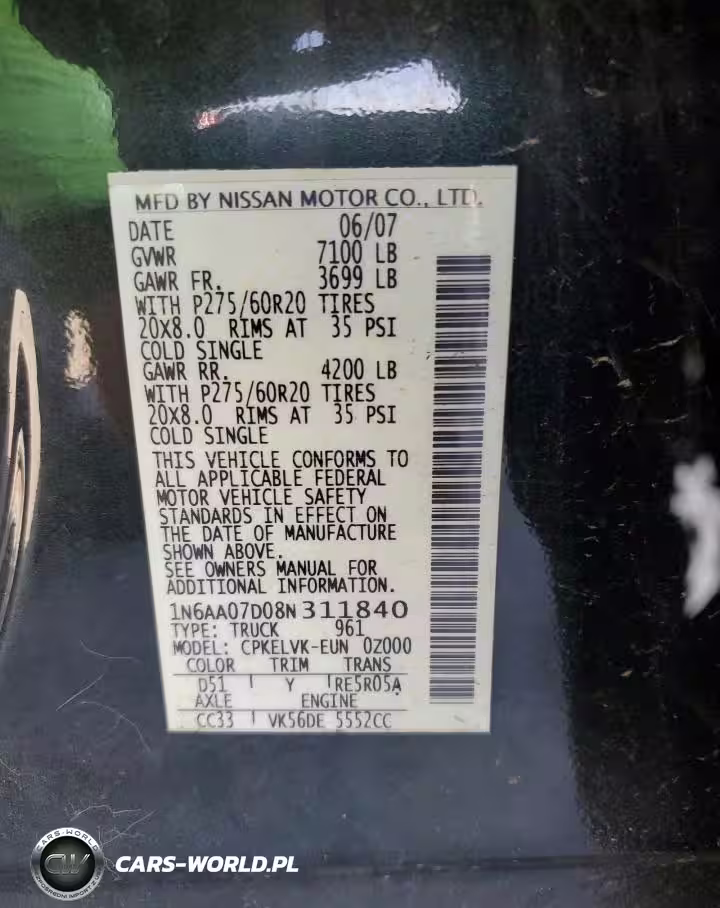 MFD BY NISSAN MOTOR CO., LTD.
DATE 06/07
GVWR 7100 LB
GAWR FR. 3699 LB
WITH P275/60R20 TIRES
20X8.0 RIMS AT 35 PSI
COLD SINGLE
GAWR RR. 4200 LB
WITH P275/60R20 TIRES
20X8.0 RIMS AT 35 PSI
COLD SINGLE
THIS VEHICLE CONFORMS TO
ALL APPLICABLE FEDERAL
MOTOR VEHICLE SAFETY
STANDARDS IN EFFECT ON
THE DATE OF MANUFACTURE
SHOWN ABOVE.
SEE OWNERS MANUAL FOR
ADDITIONAL INFORMATION.
1N6AA07D08N311840
TYPE: TRUCK 961
MODEL: CPKELVK-EUN 0Z000
COLOR TRIM TRANS
D51 Y RE5R05A
AXLE ENGINE
CC33 VK56DE 5552CC
CARS-WORLD
CW
CARS-WORLD.PL